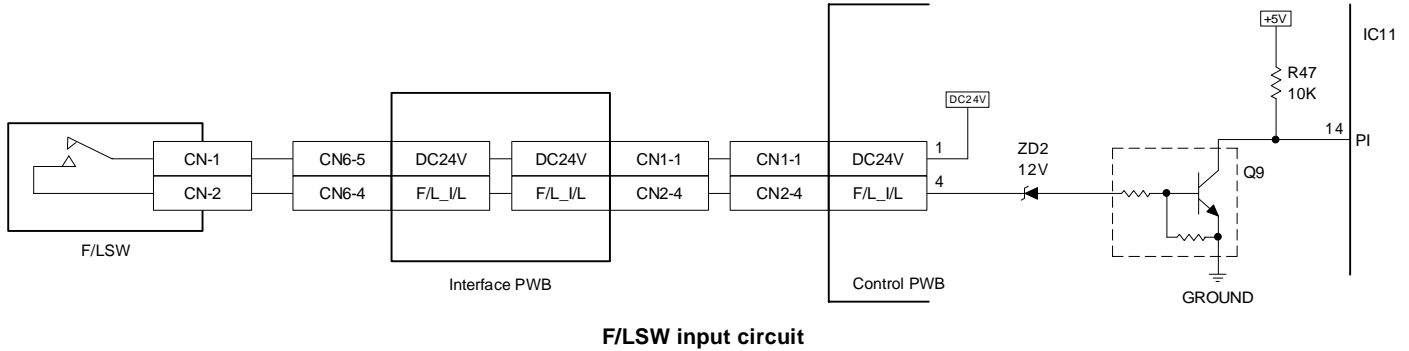 +5V
IC11
R47
10K
DC24V
14
PI
CN-1 CN6-5 DC24V DC24V CN1-1 CN1-1 DC24V 1
ZD2
12V
CN-2 CN6-4 F/L_I/L F/L_I/L CN2-4 CN2-4 F/L_I/L 4
Q9
F/LSW
Interface PWB
Control PWB
GROUND
F/LSW input circuit